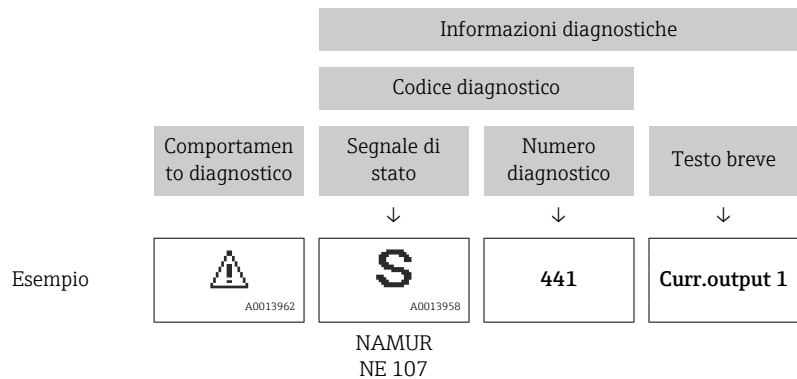 Informazioni diagnostiche
Codice diagnostico
Comportamen
to diagnostico
Segnale di
stato
Numero
diagnostico
Testo breve
↓ ↓ ↓
Esempio
A0013962
S
A0013958
441
Curr.output 1
NAMUR
NE 107